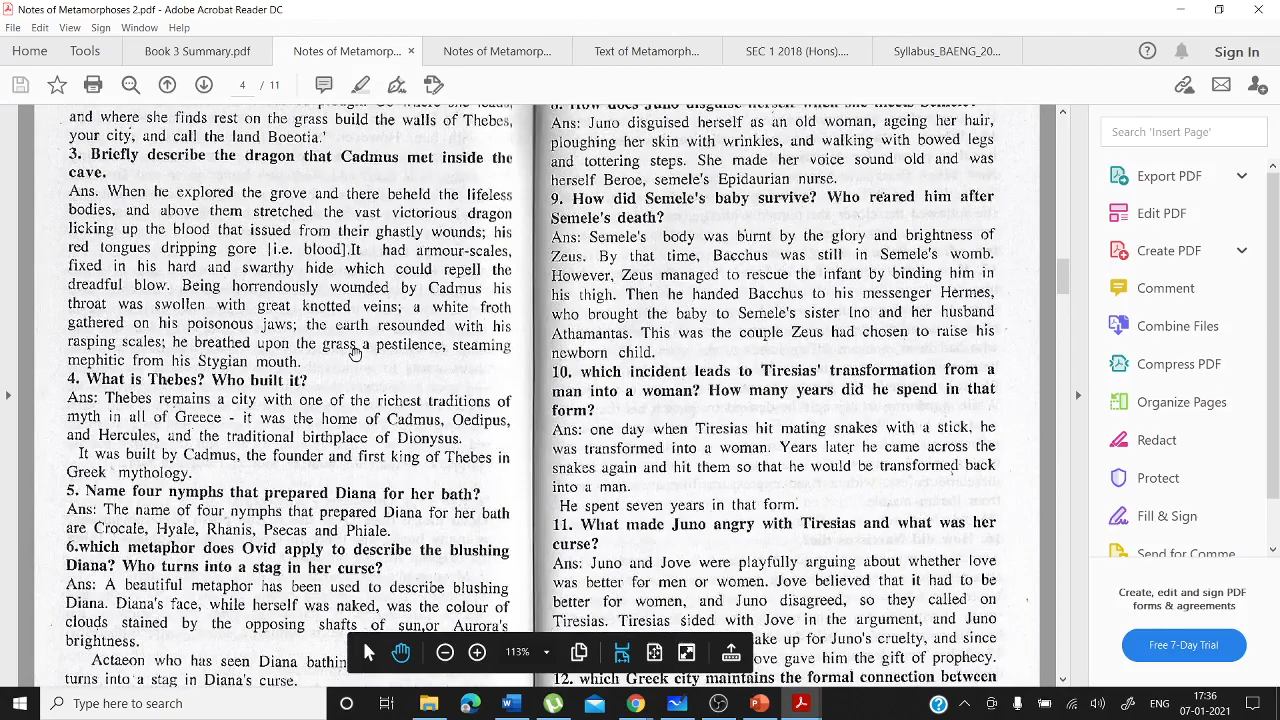 Notes of Metamorphoses 2.pdf - Adobe Acrobat Reader DC
File Edit View Sign Window Help
Home Tools Book 3 Summary.pdf Notes of Metamorp... × Notes of Metamorp... Text of Metamorph... SEC 1 2018 (Hons).... Syllabus_BAENG_20... Sign In
4 / 11
and where she finds rest on the grass build the walls of Thebes,
your city, and call the land Boeotia.'
3. Briefly describe the dragon that Cadmus met inside the
cave.
Ans. When he explored the grove and there beheld the lifeless
bodies, and above them stretched the vast victorious dragon
licking up the blood that issued from their ghastly wounds; his
red tongues dripping gore [i.e. blood].It had armour-scales,
fixed in his hard and swarthy hide which could repell the
dreadful blow. Being horrendously wounded by Cadmus his
throat was swollen with great knotted veins; a white froth
gathered on his poisonous jaws; the earth resounded with his
rasping scales; he breathed upon the grass a pestilence, steaming
mephitic from his Stygian mouth.
4. What is Thebes? Who built it?
Ans: Thebes remains a city with one of the richest traditions of
myth in all of Greece - it was the home of Cadmus, Oedipus,
and Hercules, and the traditional birthplace of Dionysus.
It was built by Cadmus, the founder and first king of Thebes in
Greek mythology.
5. Name four nymphs that prepared Diana for her bath?
Ans: The name of four nymphs that prepared Diana for her bath
are Crocale, Hyale, Rhanis, Psecas and Phiale.
6.which metaphor does Ovid apply to describe the blushing
Diana? Who turns into a stag in her curse?
Ans: A beautiful metaphor has been used to describe blushing
Diana. Diana's face, while herself was naked, was the colour of
clouds stained by the opposing shafts of sun,or Aurora's
brightness.
Actaeon who has seen Diana bathin
turns into a stag in Diana's curse.
8. How does Juno disguise herself when she meets Semele?
Ans: Juno disguised herself as an old woman, ageing her hair,
ploughing her skin with wrinkles, and walking with bowed legs
and tottering steps. She made her voice sound old and was
herself Beroe, semele's Epidaurian nurse.
9. How did Semele's baby survive? Who reared him after
Semele's death?
Ans: Semele's body was burnt by the glory and brightness of
Zeus. By that time, Bacchus was still in Semele's womb.
However, Zeus managed to rescue the infant by binding him in
his thigh. Then he handed Bacchus to his messenger Hermes,
who brought the baby to Semele's sister Ino and her husband
Athamantas. This was the couple Zeus had chosen to raise his
newborn child.
10. which incident leads to Tircsias' transformation from a
man into a woman? How many years did he spend in that
form?
Ans: one day when Tiresias hit mating snakes with a stick, he
was transformed into a woman. Years later he came across the
snakes again and hit them so that he would be transformed back
into a man.
He spent seven years in that form.
11. What made Juno angry with Tiresias and what was her
curse?
Ans: Juno and Jove were playfully arguing about whether love
was better for men or women. Jove believed that it had to be
better for women, and Juno disagreed, so they called on
Tiresias. Tiresias sided with Jove in the argument, and Juno
ake up for Juno's cruelty, and since
ove gave him the gift of prophecy.
12. which Greek city maintains the formal connection between
113%
Search 'Insert Page'
Export PDF
Edit PDF
Create PDF
Comment
Combine Files
Compress PDF
Organize Pages
Redact
Protect
Fill & Sign
Send for Comme
Create, edit and sign PDF
forms & agreements
Free 7-Day Trial
Type here to search
ENG
17:36
07-01-2021